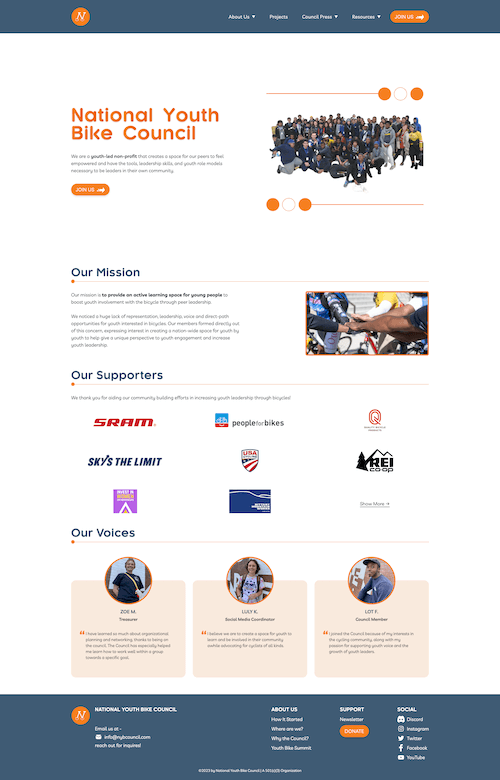 N
About Us ▼ Projects Council Press ▼ Resources ▼ JOIN US
National Youth
Bike Council
We are a youth-led non-profit that creates a space for our peers to feel
empowered and have the tools, leadership skills, and youth role models
necessary to be leaders in their own community.
JOIN US
Our Mission
Our mission is to provide an active learning space for young people to
boost youth involvement with the bicycle through peer leadership.
We noticed a huge lack of representation, leadership, voice and direct path
opportunities for youth interested in bicycles. Our members formed directly out
of this concern, expressing interest in creating a nation-wide space for youth by
youth to help give a unique perspective to youth engagement and increase
youth leadership.
Our Supporters
We thank you for aiding our community building efforts in increasing youth leadership through bicycles!
SRAM
peopleforbikes
QUALITY BICYCLE
PRODUCTS
SKY'S THE LIMIT
USA
CYCLING
REI
co-op
INVEST IN
Show More →
Our Voices
ZOE M.
Treasurer
I have learned so much about organizational
planning and networking, thanks to being on
the council. The Council has especially helped
me learn how to work well within a group
towards a specific goal.
LULY K.
Social Media Coordinator
I believe we are to create a space for youth to
learn and be involved in their community
while advocating for cyclists of all kinds.
LOT F.
Council Member
I joined the Council because of my interests in
the cycling community, along with my
passion for supporting youth voice and the
growth of youth leaders.
N
NATIONAL YOUTH BIKE COUNCIL
Email us at -
info@nybcouncil.com
reach out for inquires!
ABOUT US
How It Started
Where are we?
Why the Council?
Youth Bike Summit
SUPPORT
Newsletter
DONATE
SOCIAL
Discord
Instagram
Twitter
Facebook
YouTube
©2023 by National Youth Bike Council | A 501(c)(3) Organization